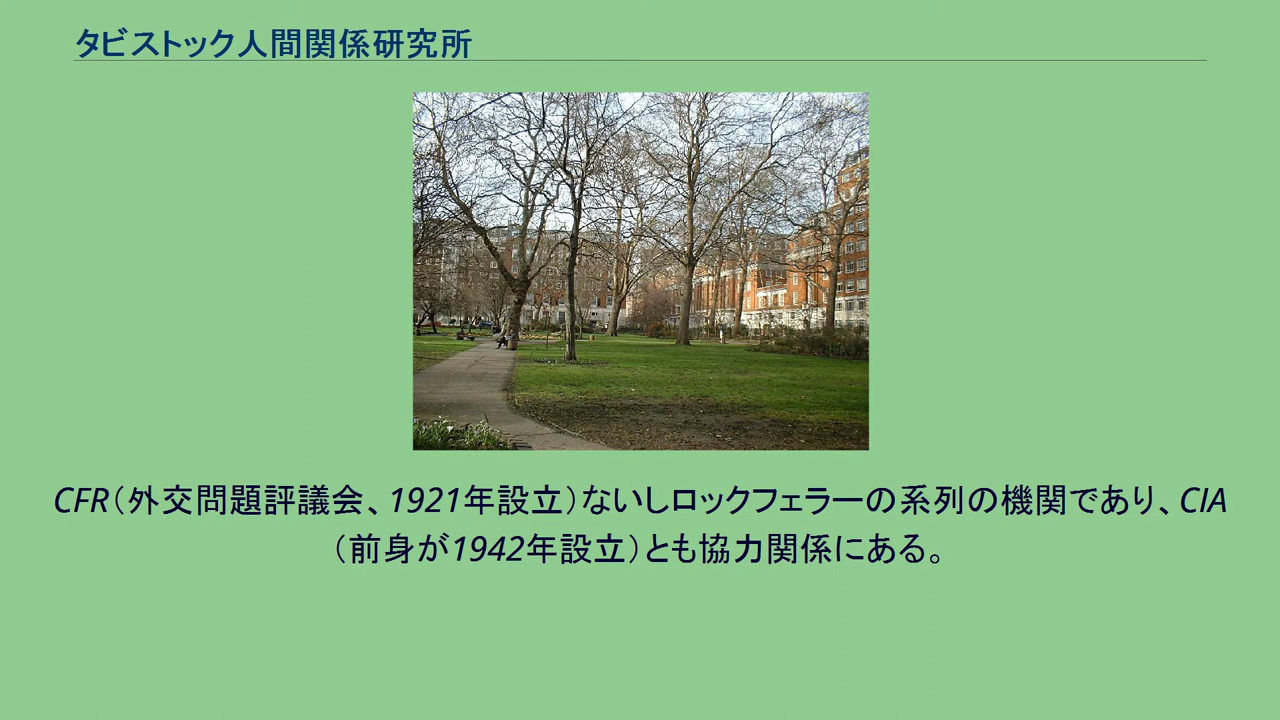 タビストック人間関係研究所
CFR（外交問題評議会、1921年設立）ないしロックフェラーの系列の機関であり、CIA
（前身が1942年設立）とも協力関係にある。